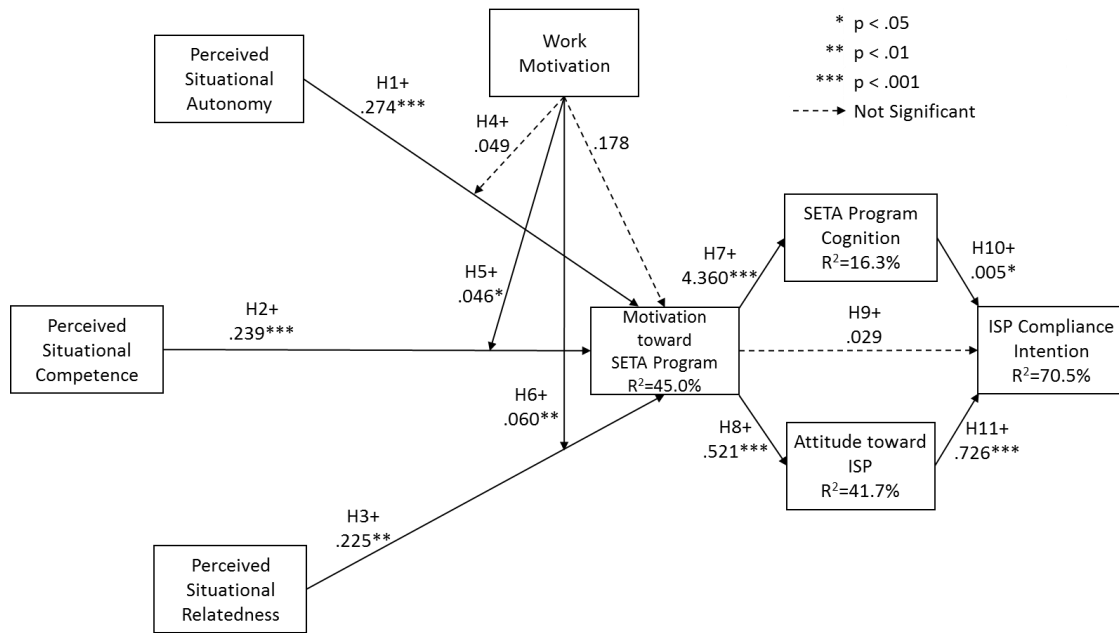 Perceived
Situational
Autonomy
Work
Motivation
* p < .05
** p < .01
*** p < .001
Not Significant
H1+
.274***
H4+
.049
.178
H5+
.046*
H2+
.239***
Perceived
Situational
Competence
H6+
.060**
Motivation
toward
SETA Program
R²=45.0%
H7+
4.360***
SETA Program
Cognition
R²=16.3%
H10+
.005*
H9+
.029
ISP Compliance
Intention
R²=70.5%
H8+
.521***
Attitude toward
ISP
R²=41.7%
H11+
.726***
H3+
.225**
Perceived
Situational
Relatedness